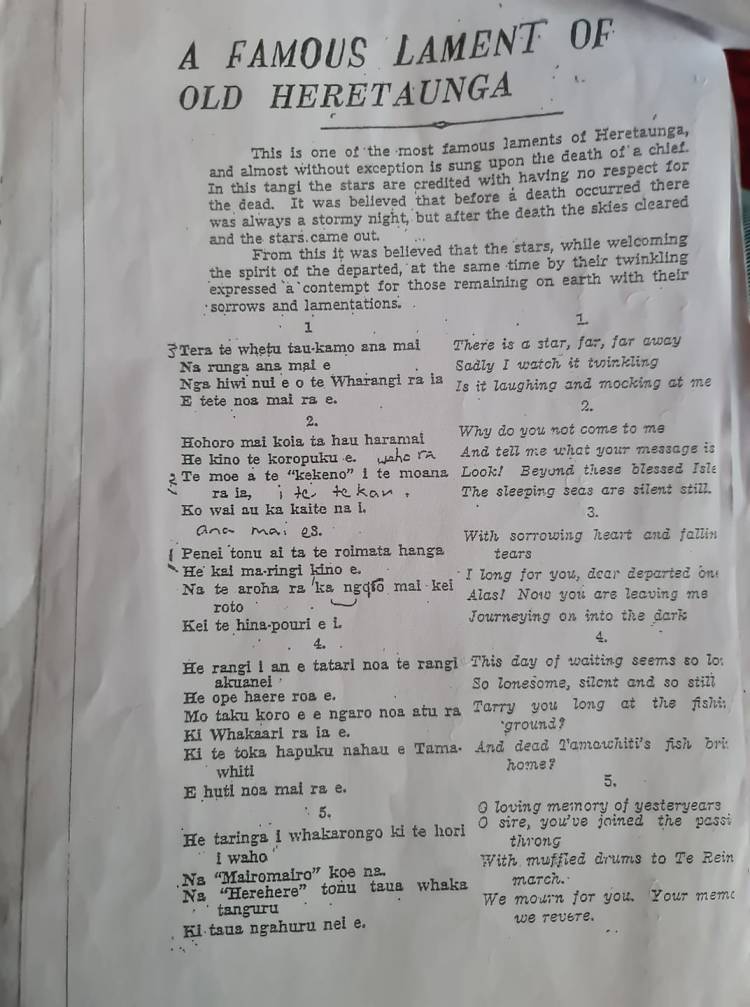 A FAMOUS LAMENT OF
OLD HERETAUNGA
This is one of the most famous laments of Heretaunga,
and almost without exception is sung upon the death of a chief.
In this tangi the stars are credited with having no respect for
the dead. It was believed that before a death occurred there
was always a stormy night, but after the death the skies cleared
and the stars came out.
From this it was believed that the stars, while welcoming
the spirit of the departed, at the same time by their twinkling
expressed a contempt for those remaining on earth with their
sorrows and lamentations.
1
3 Tera te whetu tau-kamo ana mai
Na runga ana mai e
Nga hiwi nui e o te Wharangi ra ia
E tete noa mai ra e.
2.
Hohoro mai koia ta hau haramai
He kino te koropuku e. waho ra
2 Te moe a te "kekeno" i te moana
ra ia, i te te kan.
Ko wai au ka kaite na i.
ana mai es.
1 Penei tonu ai ta te roimata hanga
He kai ma-ringi kino e.
Na te aroha ra ka ngaro mai kei
roto
Kei te hina-pouri e i.
4.
He rangi i an e tatari noa te rangi
akuanei
He ope haere roa e.
Mo taku koro e e ngaro noa atu ra
Ki Whakaari ra ia e.
Ki te toka hapuku nahau e Tama-
whiti
E huti noa mai ra e.
5.
He taringa i whakarongo ki te hori
i waho
Na "Mairomairo" koe na.
Na "Herehere" tonu taua whaka
tanguru
Ki taua ngahuru nei e.
1.
There is a star, far, far away
Sadly I watch it twinkling
Is it laughing and mocking at me
2.
Why do you not come to me
And tell me what your message is
Look! Beyond these blessed Isle
The sleeping seas are silent still.
3.
With sorrowing heart and fallin
tears
I long for you, dear departed one
Alas! Now you are leaving me
Journeying on into the dark
4.
This day of waiting seems so lo
So lonesome, silent and so still
Tarry you long at the fishi
ground?
And dead Tamawhiti's fish bri
home?
5.
O loving memory of yesteryears
O sire, you've joined the passi
throng
With muffled drums to Te Rein
march.
We mourn for you. Your mem
we revere.